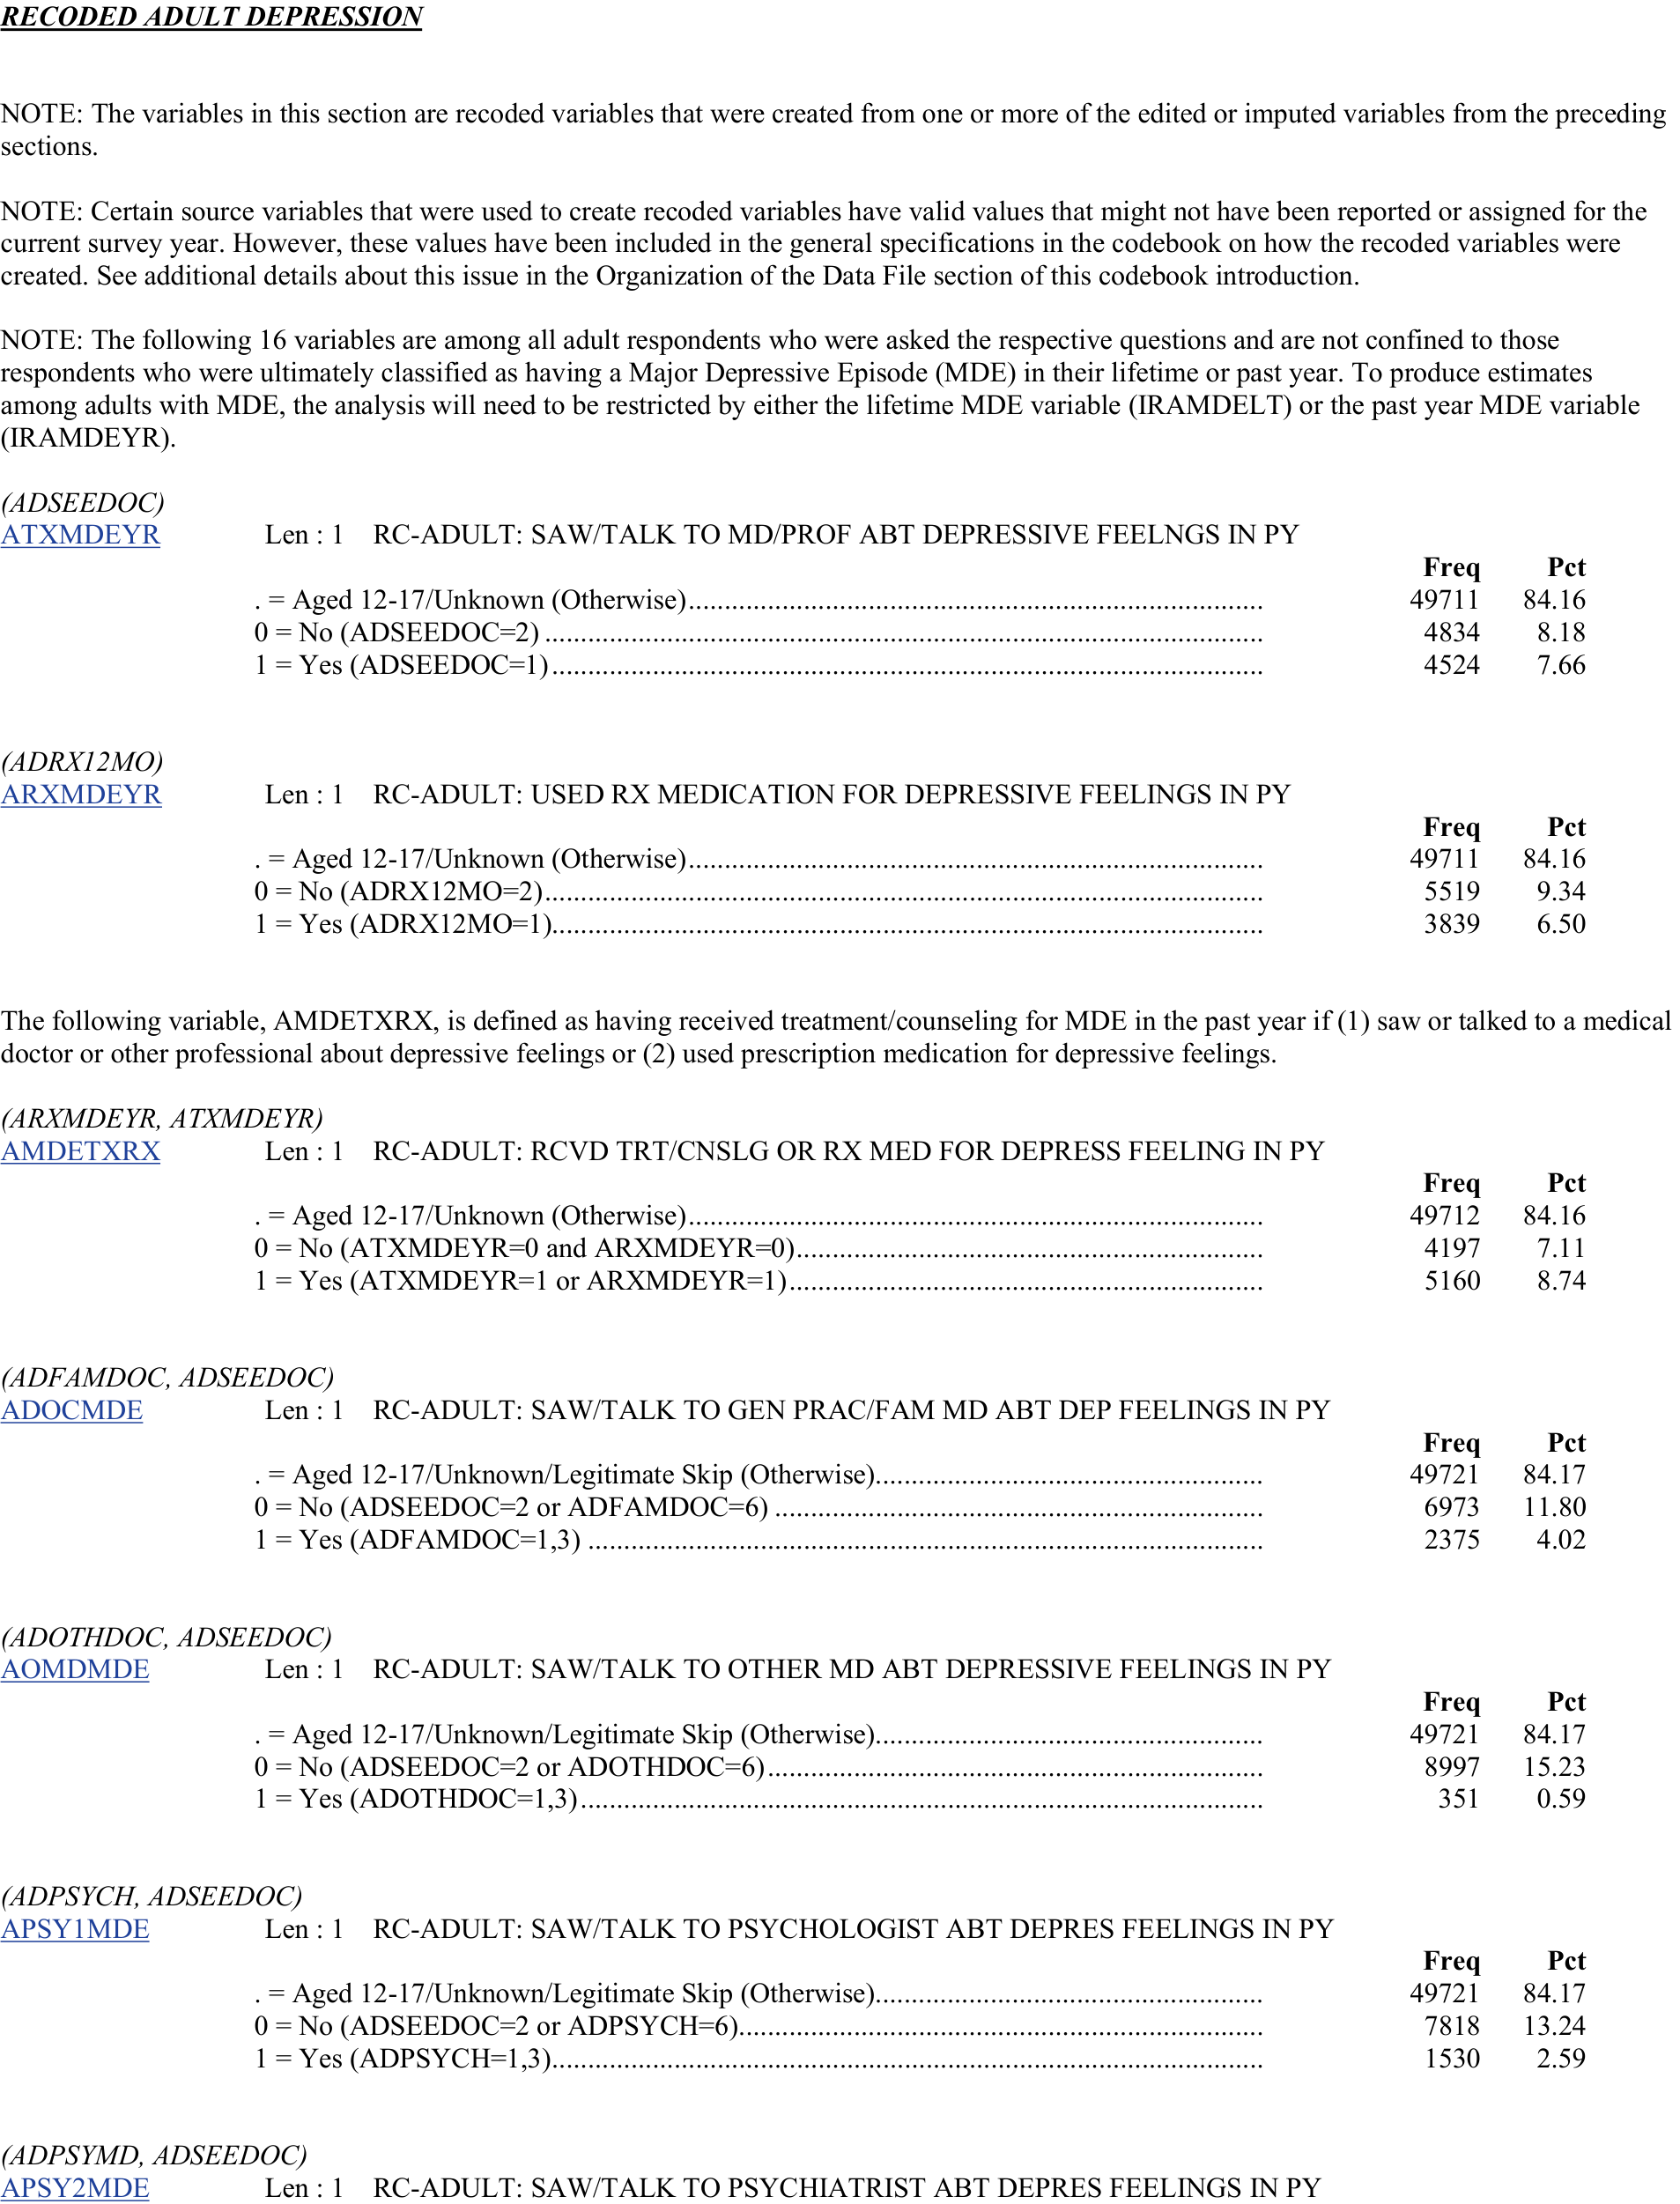 RECODED ADULT DEPRESSION
NOTE: The variables in this section are recoded variables that were created from one or more of the edited or imputed variables from the preceding
sections.
NOTE: Certain source variables that were used to create recoded variables have valid values that might not have been reported or assigned for the
current survey year. However, these values have been included in the general specifications in the codebook on how the recoded variables were
created. See additional details about this issue in the Organization of the Data File section of this codebook introduction.
NOTE: The following 16 variables are among all adult respondents who were asked the respective questions and are not confined to those
respondents who were ultimately classified as having a Major Depressive Episode (MDE) in their lifetime or past year. To produce estimates
among adults with MDE, the analysis will need to be restricted by either the lifetime MDE variable (IRAMDELT) or the past year MDE variable
(IRAMDEYR).
(ADSEEDOC)
ATXMDEYR Len : 1 RC-ADULT: SAW/TALK TO MD/PROF ABT DEPRESSIVE FEELNGS IN PY
Freq Pct
. = Aged 12-17/Unknown (Otherwise)................................................................................ 49711 84.16
0 = No (ADSEEDOC=2) .................................................................................................... 4834 8.18
1 = Yes (ADSEEDOC=1)................................................................................................... 4524 7.66
(ADRX12MO)
ARXMDEYR Len : 1 RC-ADULT: USED RX MEDICATION FOR DEPRESSIVE FEELINGS IN PY
Freq Pct
. = Aged 12-17/Unknown (Otherwise)................................................................................ 49711 84.16
0 = No (ADRX12MO=2).................................................................................................... 5519 9.34
1 = Yes (ADRX12MO=1)................................................................................................... 3839 6.50
The following variable, AMDETXRX, is defined as having received treatment/counseling for MDE in the past year if (1) saw or talked to a medical
doctor or other professional about depressive feelings or (2) used prescription medication for depressive feelings.
(ARXMDEYR, ATXMDEYR)
AMDETXRX Len : 1 RC-ADULT: RCVD TRT/CNSLG OR RX MED FOR DEPRESS FEELING IN PY
Freq Pct
. = Aged 12-17/Unknown (Otherwise)................................................................................ 49712 84.16
0 = No (ATXMDEYR=0 and ARXMDEYR=0)................................................................. 4197 7.11
1 = Yes (ATXMDEYR=1 or ARXMDEYR=1).................................................................. 5160 8.74
(ADFAMDOC, ADSEEDOC)
ADOCMDE Len : 1 RC-ADULT: SAW/TALK TO GEN PRAC/FAM MD ABT DEP FEELINGS IN PY
Freq Pct
. = Aged 12-17/Unknown/Legitimate Skip (Otherwise)...................................................... 49721 84.17
0 = No (ADSEEDOC=2 or ADFAMDOC=6) .................................................................... 6973 11.80
1 = Yes (ADFAMDOC=1,3) .............................................................................................. 2375 4.02
(ADOTHDOC, ADSEEDOC)
AOMDMDE Len : 1 RC-ADULT: SAW/TALK TO OTHER MD ABT DEPRESSIVE FEELINGS IN PY
Freq Pct
. = Aged 12-17/Unknown/Legitimate Skip (Otherwise)...................................................... 49721 84.17
0 = No (ADSEEDOC=2 or ADOTHDOC=6)..................................................................... 8997 15.23
1 = Yes (ADOTHDOC=1,3)............................................................................................... 351 0.59
(ADPSYCH, ADSEEDOC)
APSY1MDE Len : 1 RC-ADULT: SAW/TALK TO PSYCHOLOGIST ABT DEPRES FEELINGS IN PY
Freq Pct
. = Aged 12-17/Unknown/Legitimate Skip (Otherwise)...................................................... 49721 84.17
0 = No (ADSEEDOC=2 or ADPSYCH=6)......................................................................... 7818 13.24
1 = Yes (ADPSYCH=1,3)................................................................................................... 1530 2.59
(ADPSYMD, ADSEEDOC)
APSY2MDE Len : 1 RC-ADULT: SAW/TALK TO PSYCHIATRIST ABT DEPRES FEELINGS IN PY